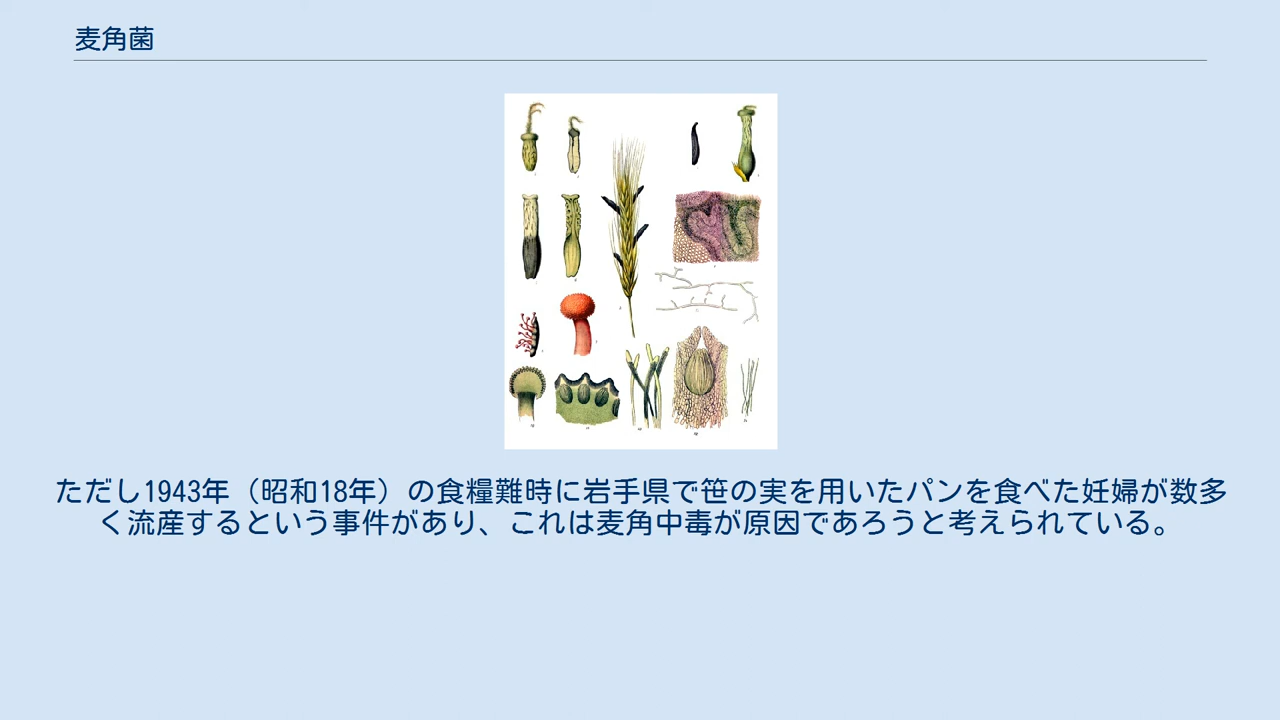 麦角菌
ただし1943年（昭和18年）の食糧難時に岩手県で笹の実を用いたパンを食べた妊婦が数多
く流産するという事件があり、これは麦角中毒が原因であろうと考えられている。